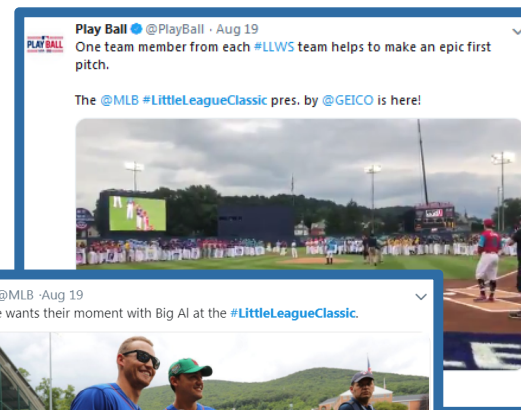 Play Ball @PlayBall · Aug 19
PLAY BALL
One team member from each #LLWS team helps to make an epic first
pitch.
The @MLB #LittleLeagueClassic pres. by @GEICO is here!
@MLB ·Aug 19
wants their moment with Big Al at the #LittleLeagueClassic.